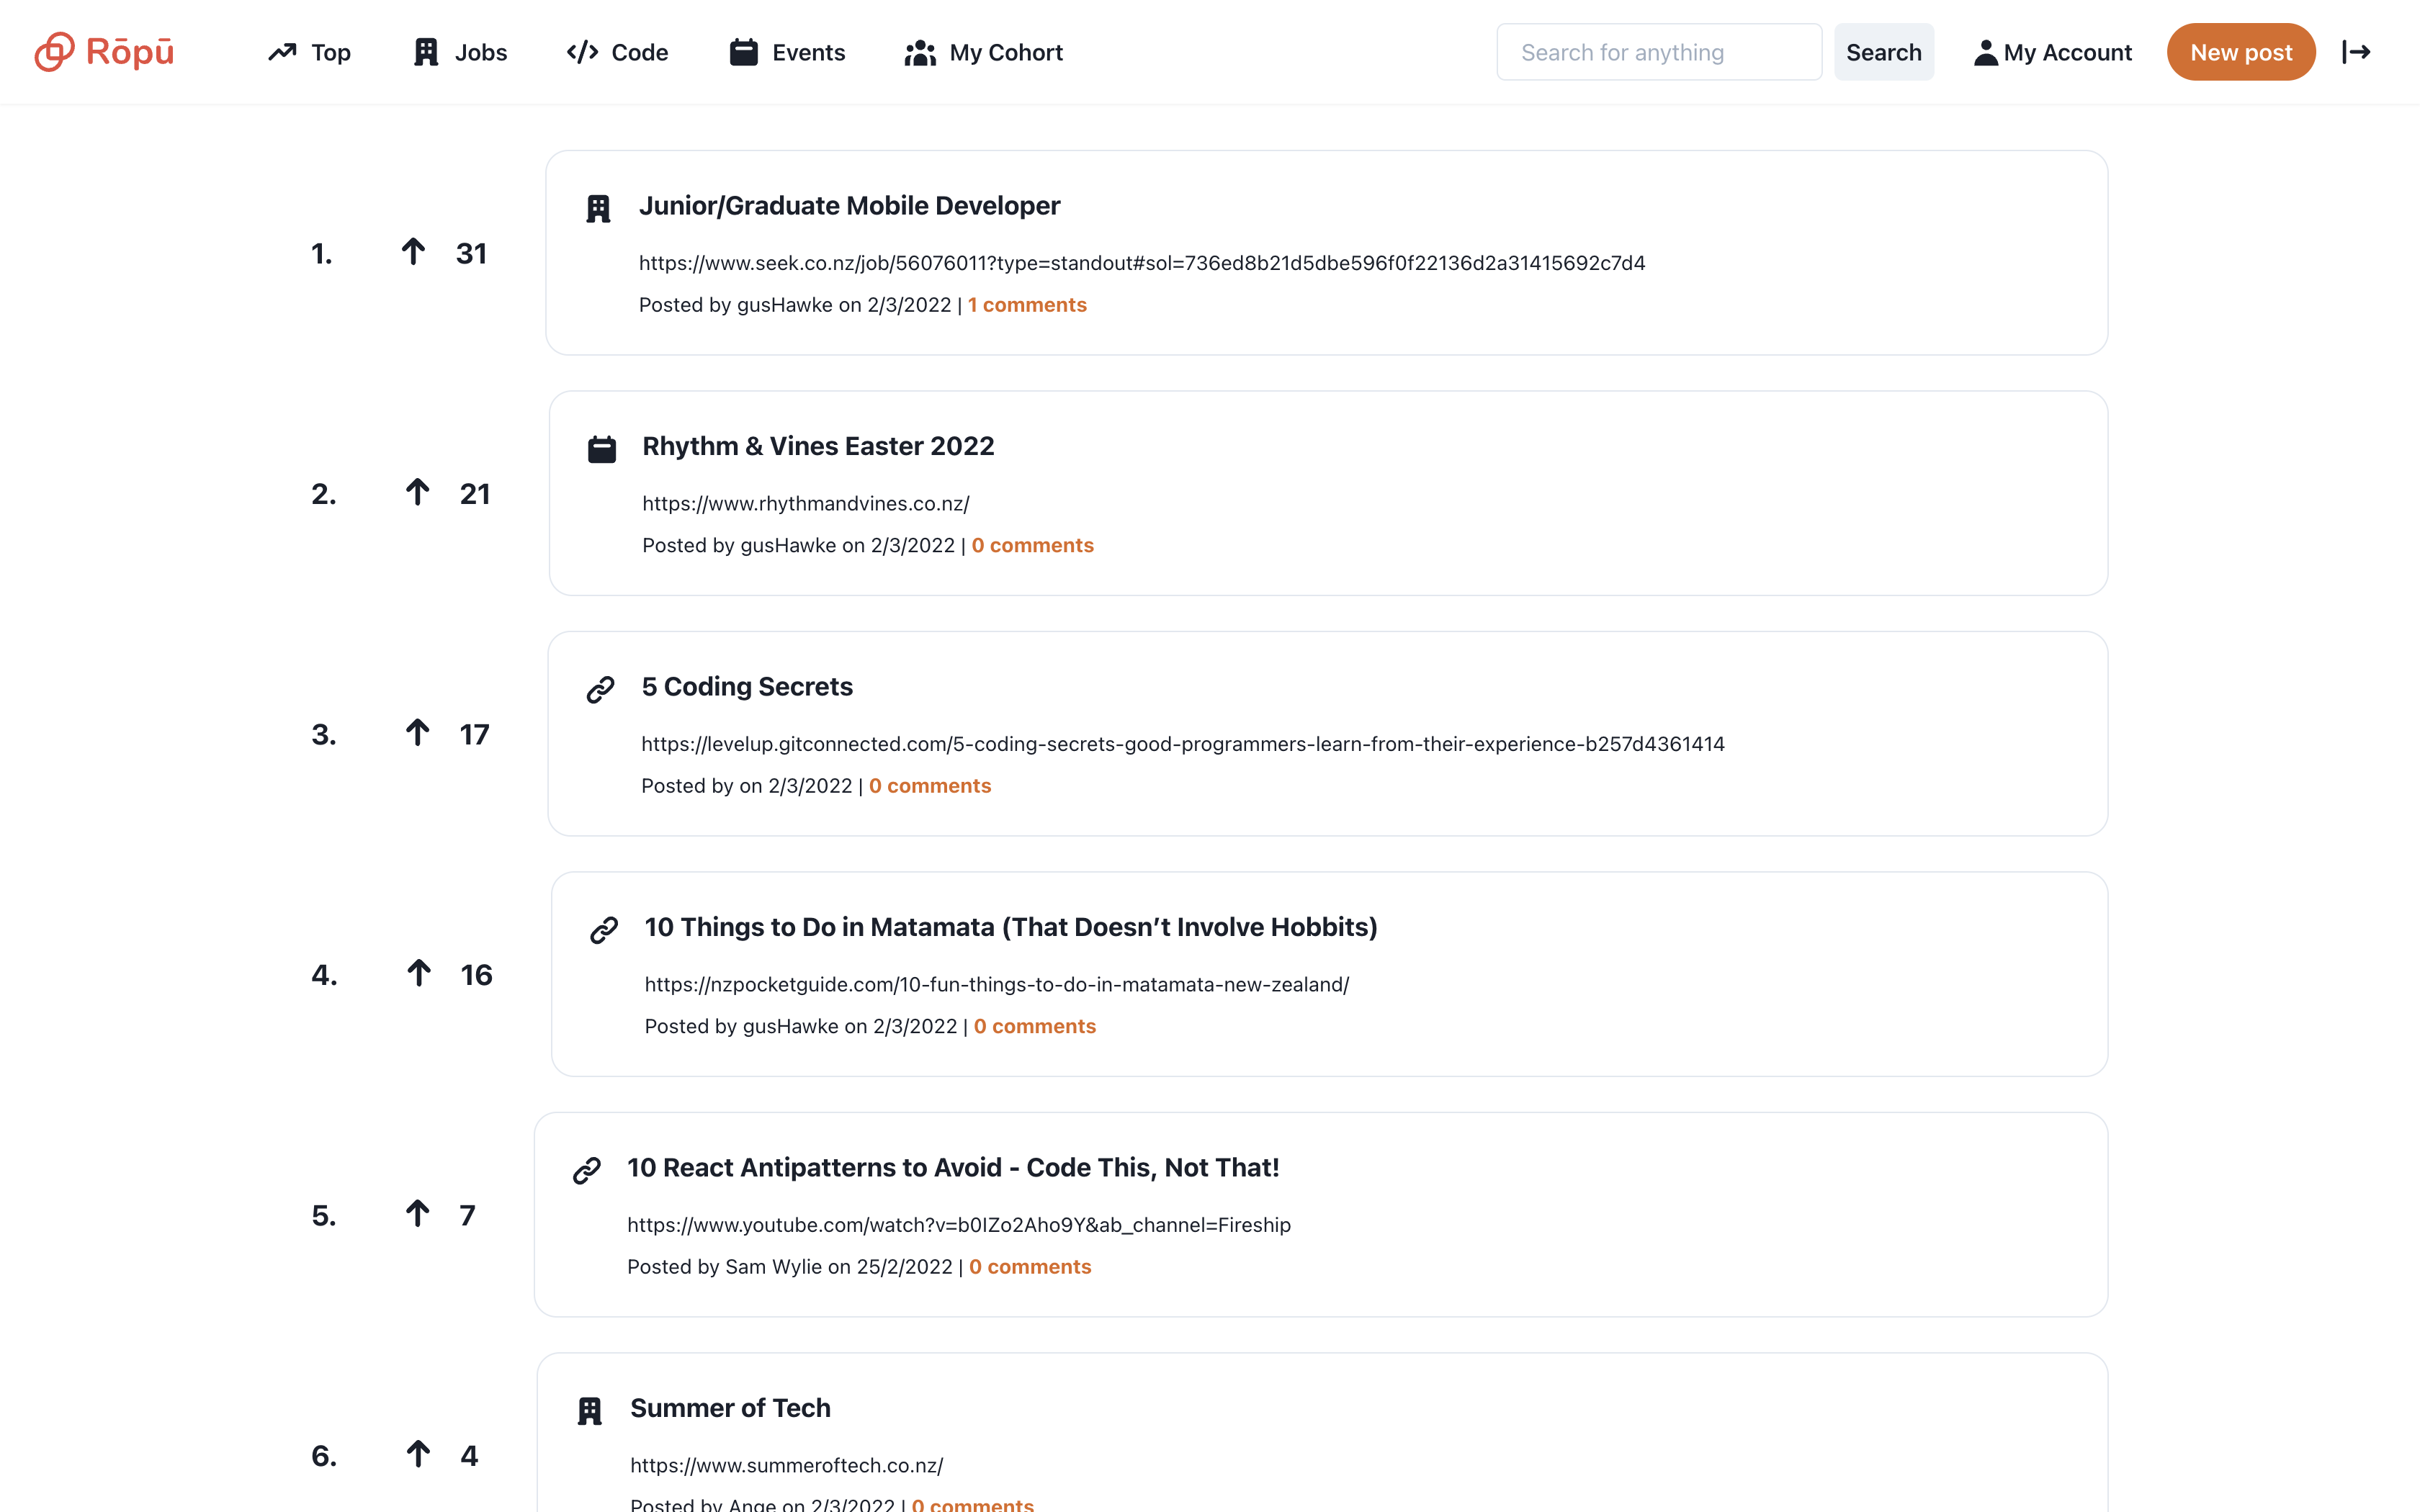 Rōpū
Top
Jobs
Code
Events
My Cohort
Search for anything
Search
My Account
New post
1.
31
Junior/Graduate Mobile Developer
https://www.seek.co.nz/job/56076011?type=standout#sol=736ed8b21d5dbe596f0f22136d2a31415692c7d4
Posted by gusHawke on 2/3/2022 | 1 comments
2.
21
Rhythm & Vines Easter 2022
https://www.rhythmandvines.co.nz/
Posted by gusHawke on 2/3/2022 | 0 comments
3.
17
5 Coding Secrets
https://levelup.gitconnected.com/5-coding-secrets-good-programmers-learn-from-their-experience-b257d4361414
Posted by on 2/3/2022 | 0 comments
4.
16
10 Things to Do in Matamata (That Doesn’t Involve Hobbits)
https://nzpocketguide.com/10-fun-things-to-do-in-matamata-new-zealand/
Posted by gusHawke on 2/3/2022 | 0 comments
5.
7
10 React Antipatterns to Avoid - Code This, Not That!
https://www.youtube.com/watch?v=b0IZo2Aho9Y&ab_channel=Fireship
Posted by Sam Wylie on 25/2/2022 | 0 comments
6.
4
Summer of Tech
https://www.summeroftech.co.nz/
Posted by Ange on 2/3/2022 | 0 comments